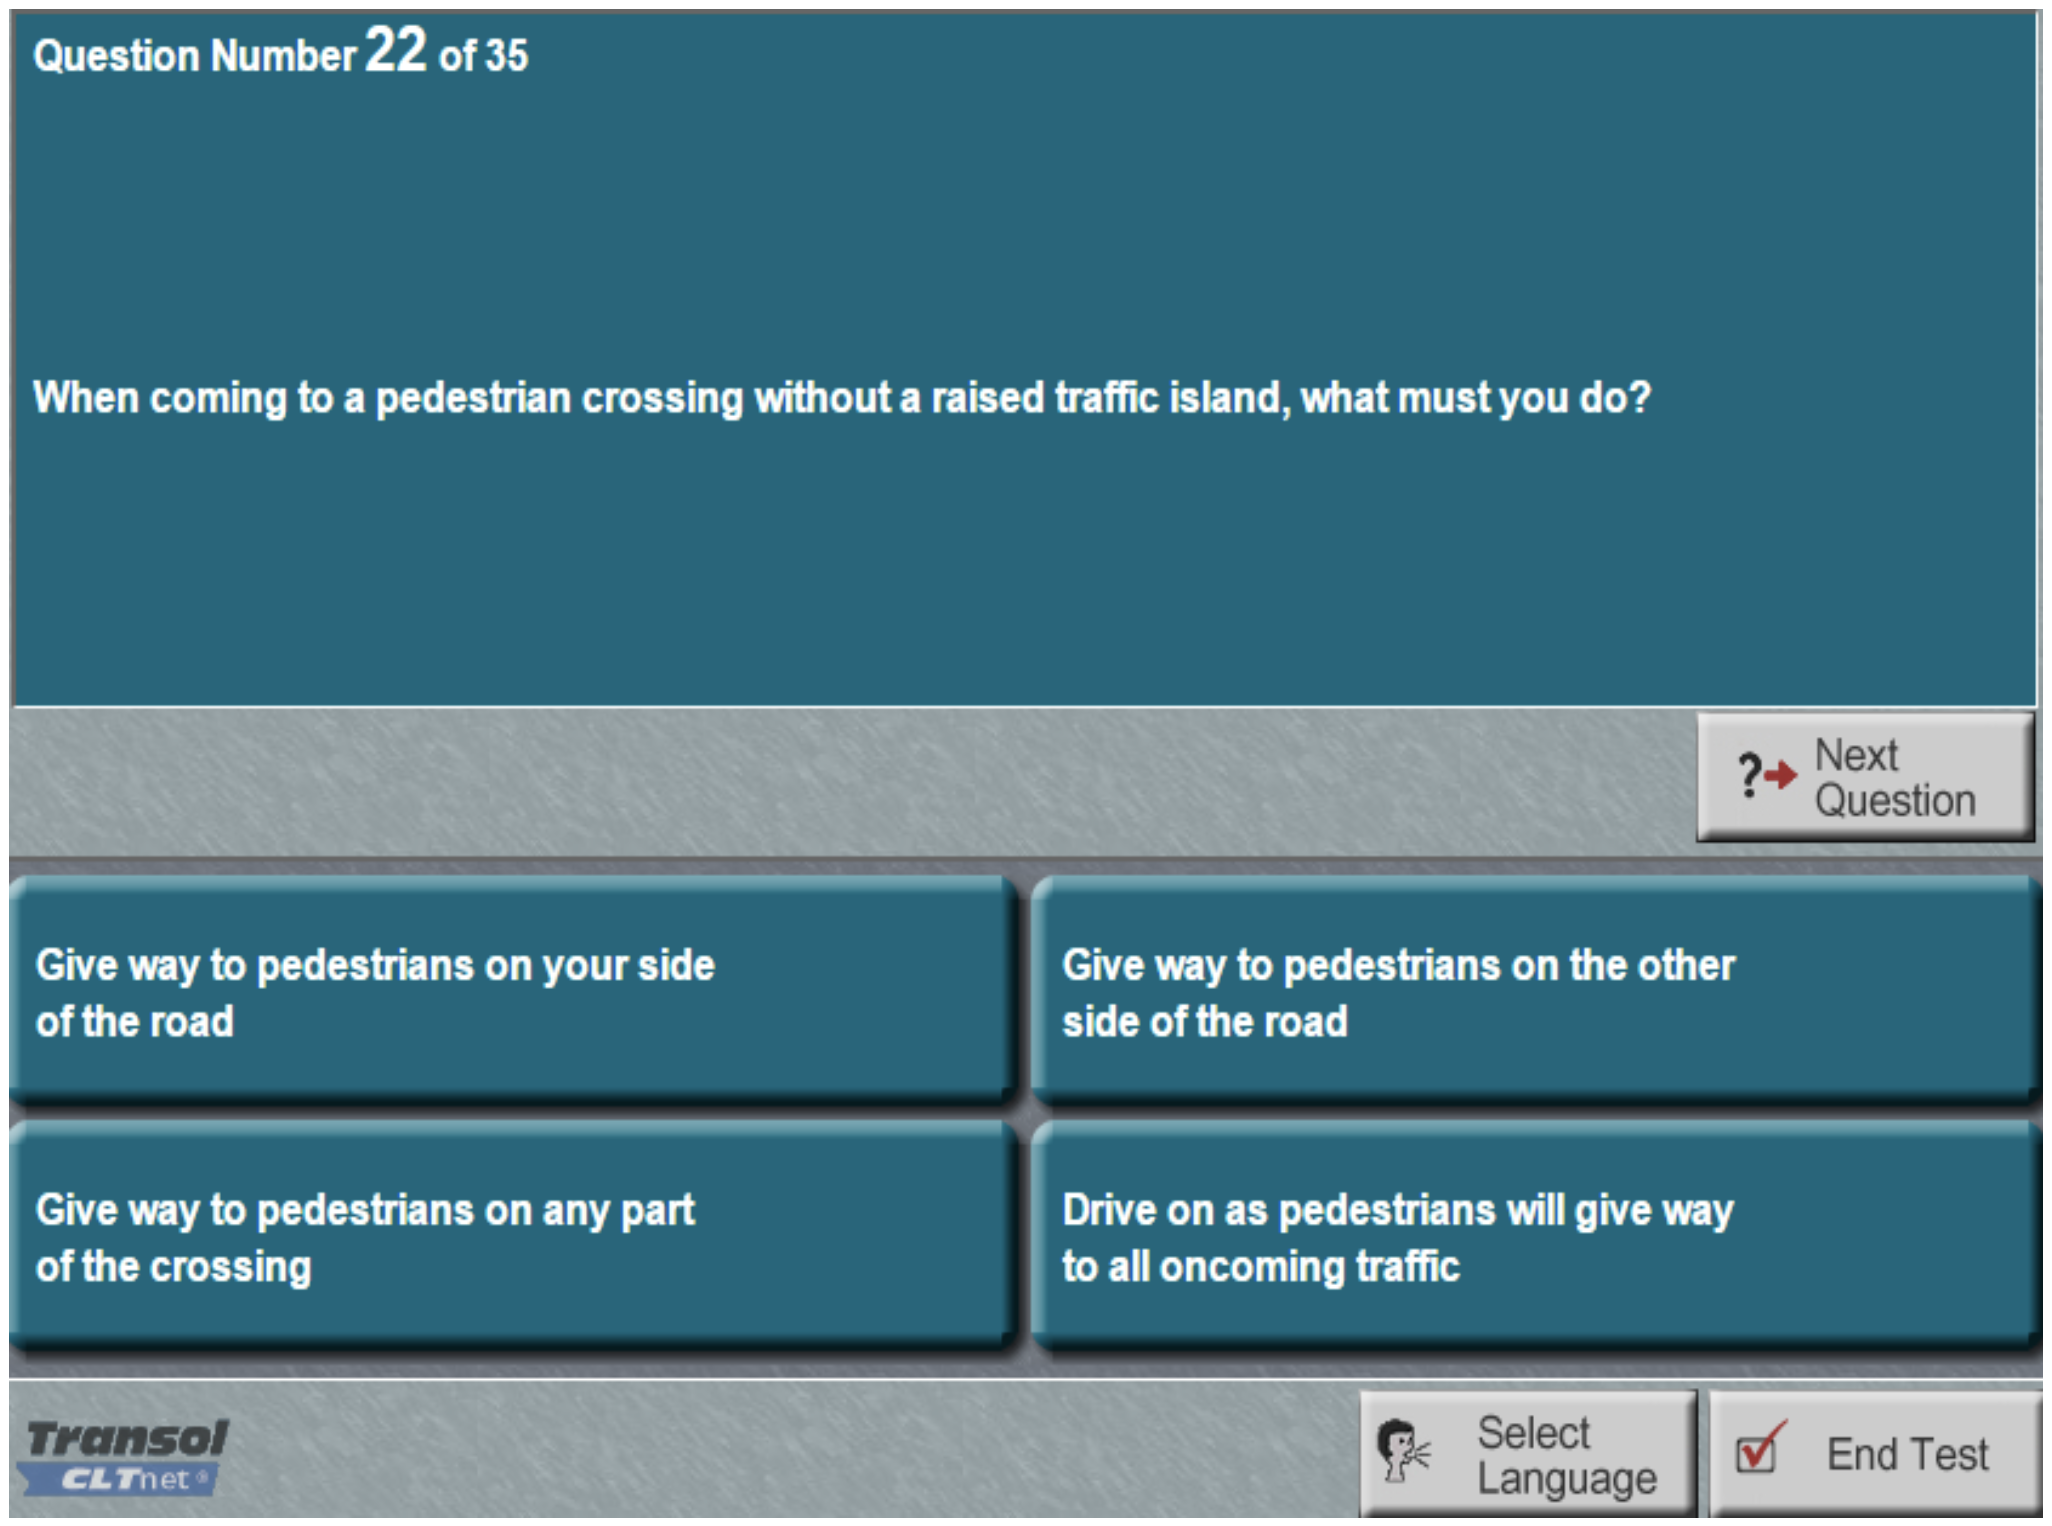 Question Number 22 of 35
When coming to a pedestrian crossing without a raised traffic island, what must you do?
?
Next
Question
Give way to pedestrians on your side
of the road
Give way to pedestrians on the other
side of the road
Give way to pedestrians on any part
of the crossing
Drive on as pedestrians will give way
to all oncoming traffic
Transol
CLTnet ®
Select
Language
End Test